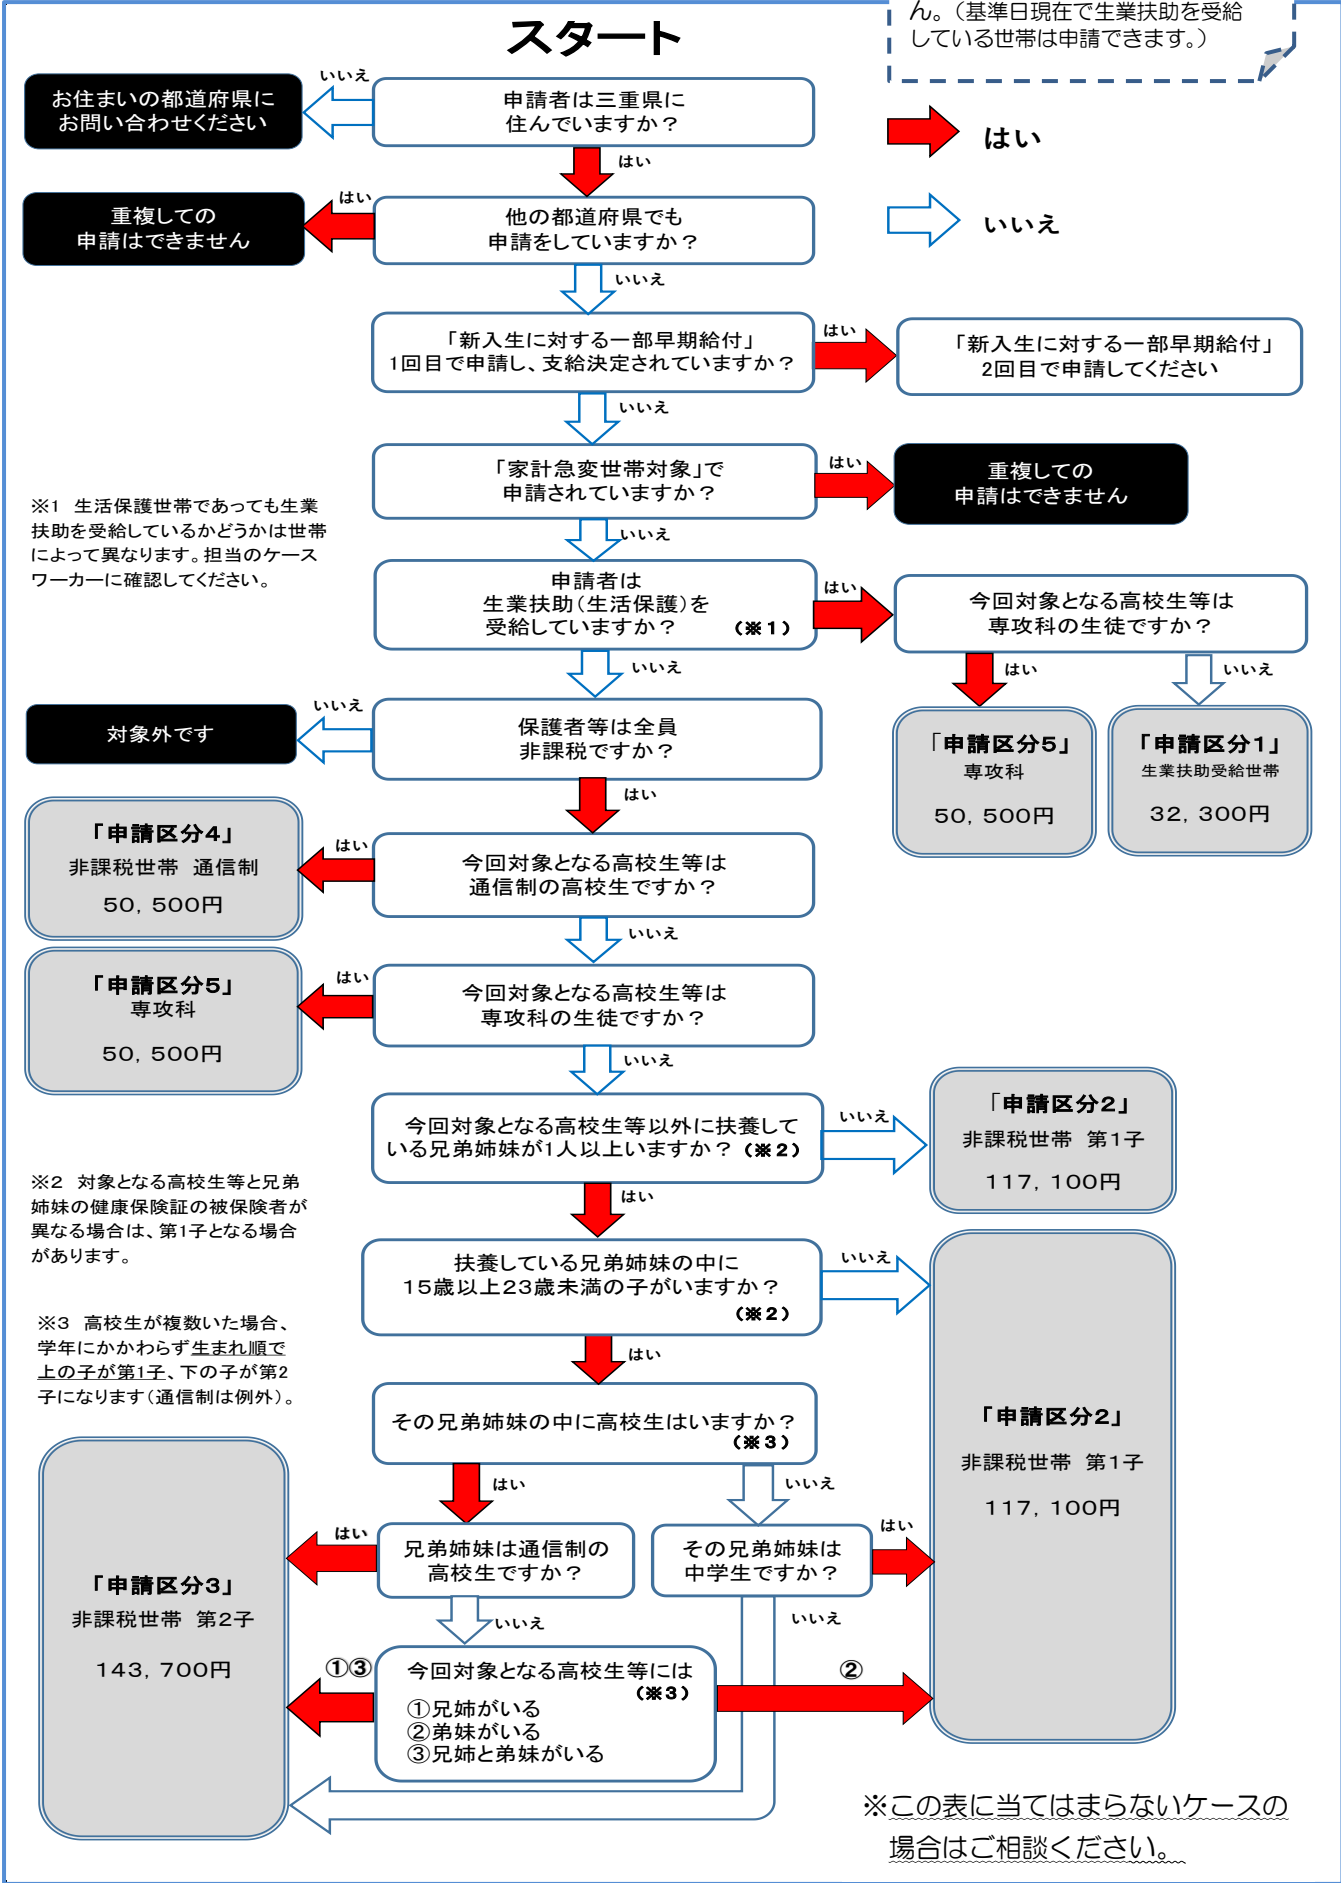 ん。（基準日現在で生業扶助を受給
している世帯は申請できます。）
スタート
いいえ
お住まいの都道府県に
お問い合わせください
申請者は三重県に
住んでいますか？
はい
はい
いいえ
はい
重複しての
申請はできません
他の都道府県でも
申請をしていますか？
いいえ
「新入生に対する一部早期給付」
1回目で申請し、支給決定されていますか？
はい
「新入生に対する一部早期給付」
2回目で申請してください
いいえ
「家計急変世帯対象」で
申請されていますか？
はい
重複しての
申請はできません
※1　生活保護世帯であっても生業
扶助を受給しているかどうかは世帯
によって異なります。担当のケース
ワーカーに確認してください。
いいえ
申請者は
生業扶助（生活保護）を
受給していますか？　（※1）
はい
今回対象となる高校生等は
専攻科の生徒ですか？
はい
いいえ
「申請区分5」
専攻科
50,500円
「申請区分1」
生業扶助受給世帯
32,300円
いいえ
いいえ
対象外です
保護者等は全員
非課税ですか？
はい
「申請区分4」
非課税世帯　通信制
50,500円
はい
今回対象となる高校生等は
通信制の高校生ですか？
いいえ
「申請区分5」
専攻科
50,500円
はい
今回対象となる高校生等は
専攻科の生徒ですか？
いいえ
今回対象となる高校生等以外に扶養して
いる兄弟姉妹が1人以上いますか？（※2）
いいえ
「申請区分2」
非課税世帯　第1子
117,100円
※2　対象となる高校生等と兄弟
姉妹の健康保険証の被保険者が
異なる場合は、第1子となる場合
があります。
はい
扶養している兄弟姉妹の中に
15歳以上23歳未満の子がいますか？
（※2）
いいえ
※3　高校生が複数いた場合、
学年にかかわらず生まれ順で
上の子が第1子、下の子が第2
子になります（通信制は例外）。
はい
その兄弟姉妹の中に高校生はいますか？
（※3）
「申請区分2」
非課税世帯　第1子
117,100円
はい
いいえ
はい
兄弟姉妹は通信制の
高校生ですか？
その兄弟姉妹は
中学生ですか？
はい
「申請区分3」
非課税世帯　第2子
143,700円
いいえ
いいえ
①③
今回対象となる高校生等には
（※3）
①兄姉がいる
②弟妹がいる
③兄姉と弟妹がいる
②
※この表に当てはまらないケースの
場合はご相談ください。